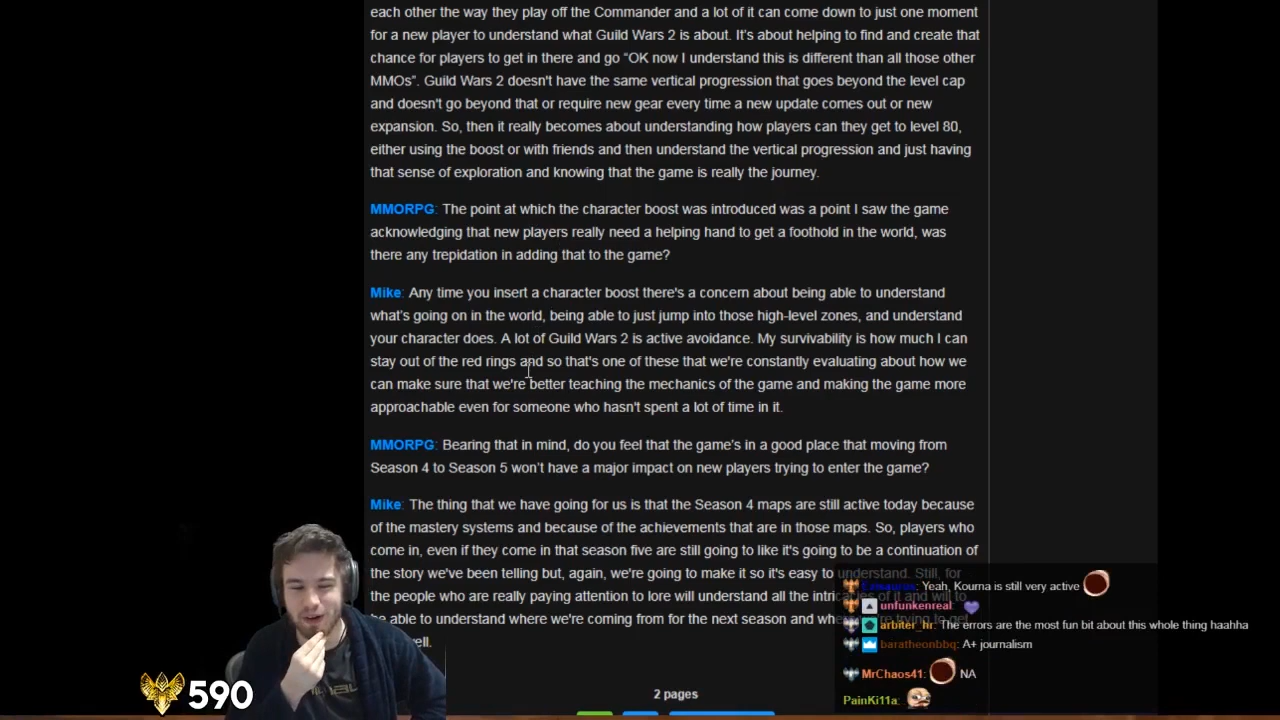 each other the way they play off the Commander and a lot of it can come down to just one moment
for a new player to understand what Guild Wars 2 is about. It's about helping to find and create that
chance for players to get in there and go “OK now I understand this is different than all those other
MMOs”. Guild Wars 2 doesn't have the same vertical progression that goes beyond the level cap
and doesn't go beyond that or require new gear every time a new update comes out or new
expansion. So, then it really becomes about understanding how players can they get to level 80,
either using the boost or with friends and then understand the vertical progression and just having
that sense of exploration and knowing that the game is really the journey.
MMORPG: The point at which the character boost was introduced was a point I saw the game
acknowledging that new players really need a helping hand to get a foothold in the world, was
there any trepidation in adding that to the game?
Mike: Any time you insert a character boost there's a concern about being able to understand
what's going on in the world, being able to just jump into those high-level zones, and understand
your character does. A lot of Guild Wars 2 is active avoidance. My survivability is how much I can
stay out of the red rings and so that's one of these that we're constantly evaluating about how we
can make sure that we're better teaching the mechanics of the game and making the game more
approachable even for someone who hasn't spent a lot of time in it.
MMORPG: Bearing that in mind, do you feel that the game's in a good place that moving from
Season 4 to Season 5 won't have a major impact on new players trying to enter the game?
Mike: The thing that we have going for us is that the Season 4 maps are still active today because
of the mastery systems and because of the achievements that are in those maps. So, players who
come in, even if they come in that season five are still going to like it's going to be a continuation of
the story we've been telling but, again, we're going to make it so it's easy to understand. Still, for
the people who are really paying attention to lore will understand all the intricacies of it and will to
be able to understand where we're coming from for the next season and where we're trying to get
well.
: Yeah, Kourna is still very active
unfunkenreal:
arbiter_hr: The errors are the most fun bit about this whole thing haahha
baratheonbbq: A+ journalism
MrChaos41: NA
PainKi11a:
2 pages
590